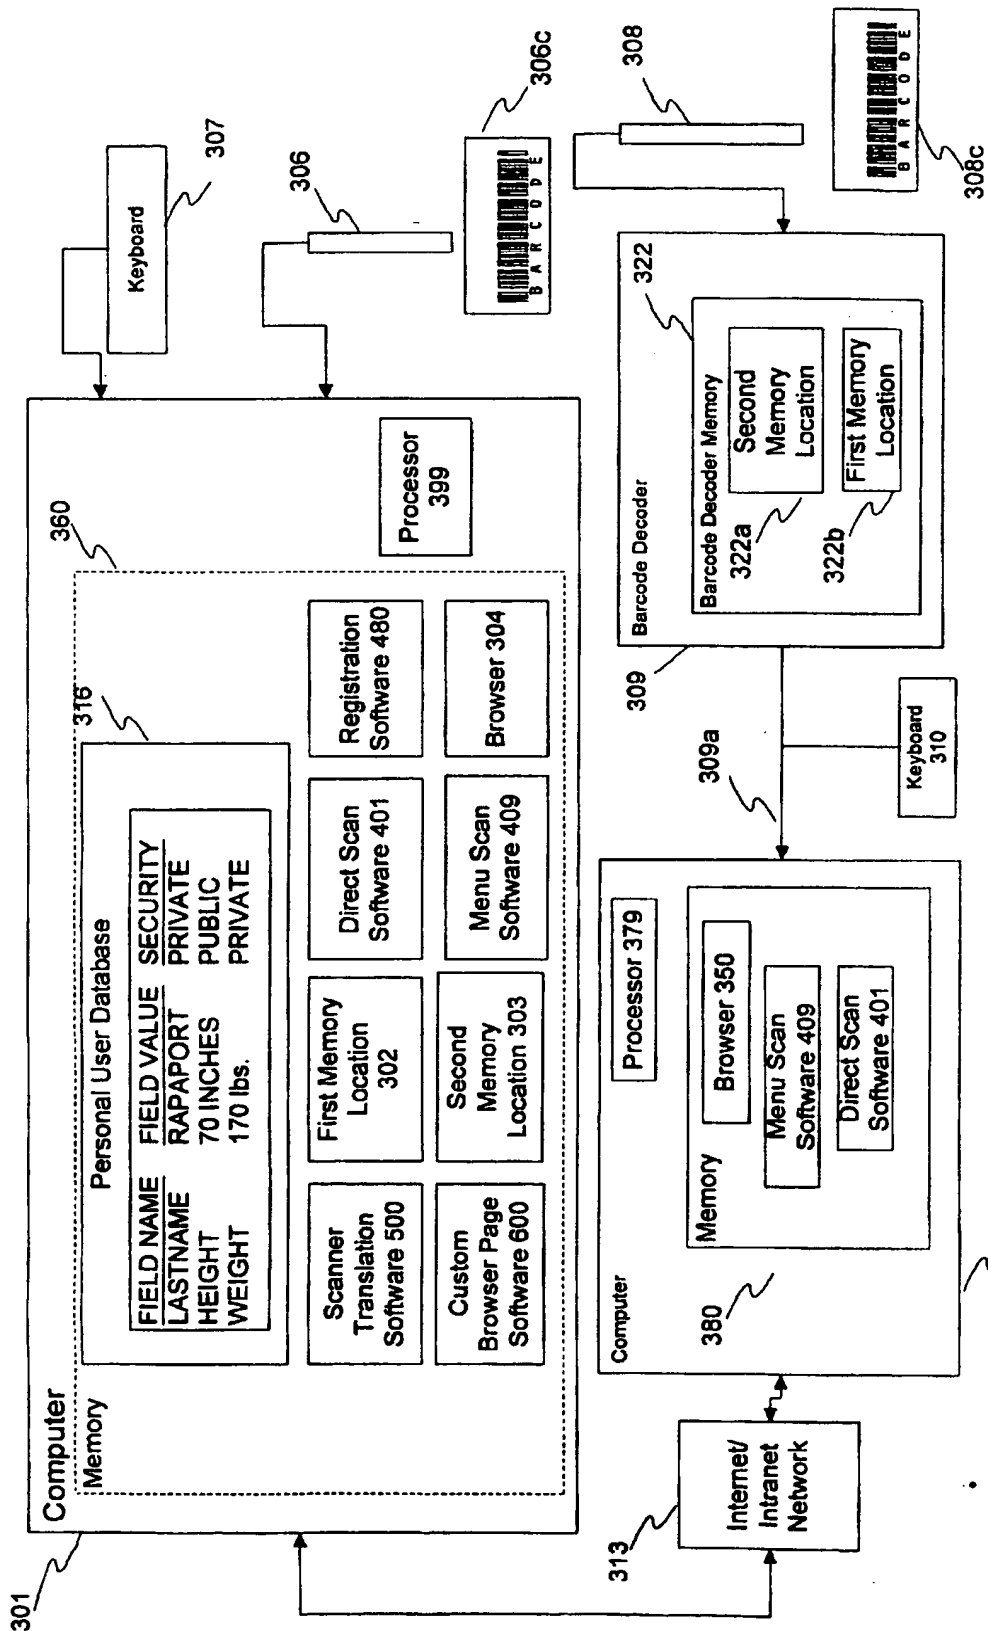 301
Computer
Memory
360
316
Personal User Database
FIELD NAME FIELD VALUE SECURITY
LASTNAME RAPAPORT PRIVATE
HEIGHT 70 INCHES PUBLIC
WEIGHT 170 lbs. PRIVATE
Scanner
Translation
Software 500
First Memory
Location
302
Direct Scan
Software 401
Registration
Software 480
Custom
Browser Page
Software 600
Second
Memory
Location 303
Menu Scan
Software 409
Browser 304
Processor
399
Keyboard
307
306
BARCODE
306c
313
Internet/
Intranet
Network
Computer
380
Memory
Processor 379
Browser 350
Menu Scan
Software 409
Direct Scan
Software 401
309a
Keyboard
310
309
Barcode Decoder
322
Barcode Decoder Memory
322a
Second
Memory
Location
322b
First Memory
Location
308
BARCODE
308c